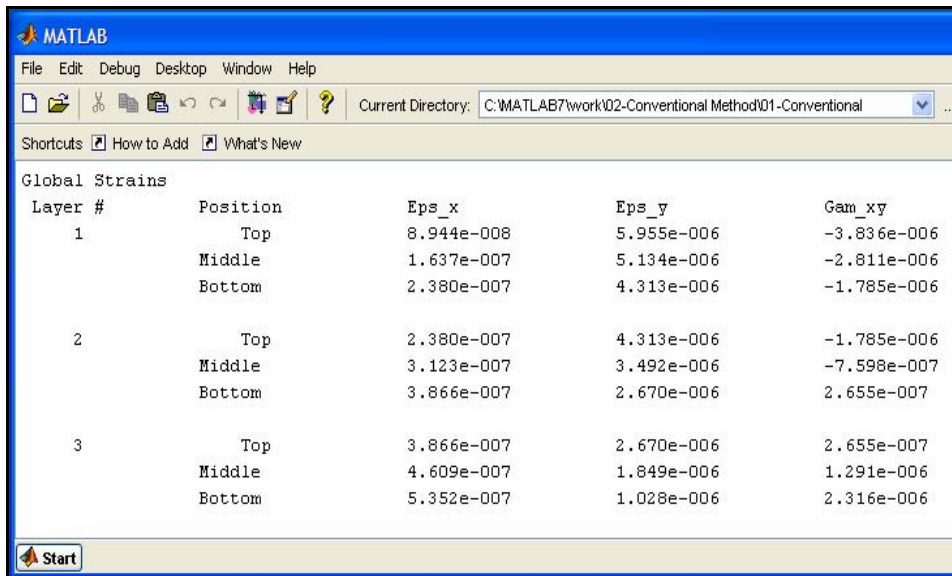 MATLAB
File Edit Debug Desktop Window Help
Current Directory: C:\MATLAB7\work\02-Conventional Method\01-Conventional ...
Shortcuts How to Add What's New
Global Strains
Layer # Position Eps_x Eps_y Gam_xy
1 Top 8.944e-008 5.955e-006 -3.836e-006
Middle 1.637e-007 5.134e-006 -2.811e-006
Bottom 2.380e-007 4.313e-006 -1.785e-006
2 Top 2.380e-007 4.313e-006 -1.785e-006
Middle 3.123e-007 3.492e-006 -7.598e-007
Bottom 3.866e-007 2.670e-006 2.655e-007
3 Top 3.866e-007 2.670e-006 2.655e-007
Middle 4.609e-007 1.849e-006 1.291e-006
Bottom 5.352e-007 1.028e-006 2.316e-006
Start